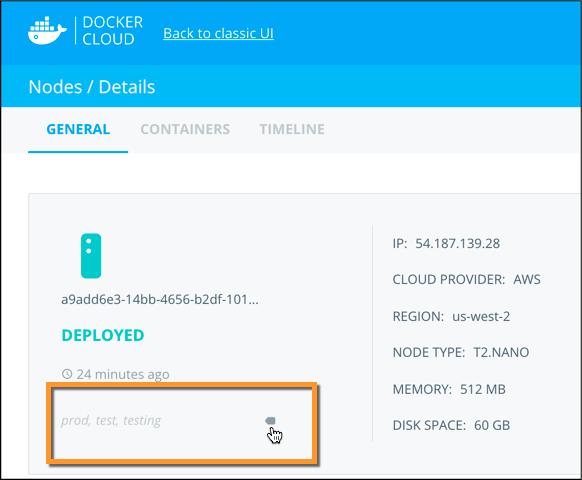 DOCKER
CLOUD
Back to classic UI
Nodes / Details
GENERAL
CONTAINERS
TIMELINE
a9add6e3-14bb-4656-b2df-101...
DEPLOYED
24 minutes ago
prod, test, testing
IP: 54.187.139.28
CLOUD PROVIDER: AWS
REGION: us-west-2
NODE TYPE: T2.NANO
MEMORY: 512 MB
DISK SPACE: 60 GB